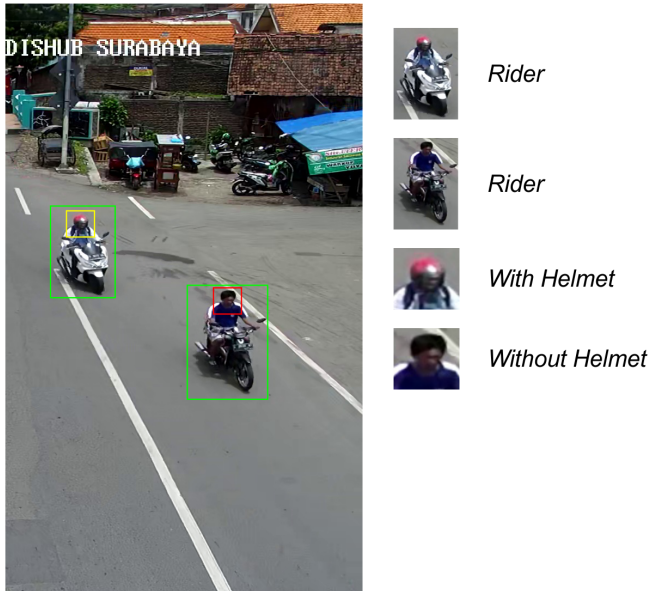 DISHUB SURABAYA
Rider
Rider
With Helmet
Without Helmet